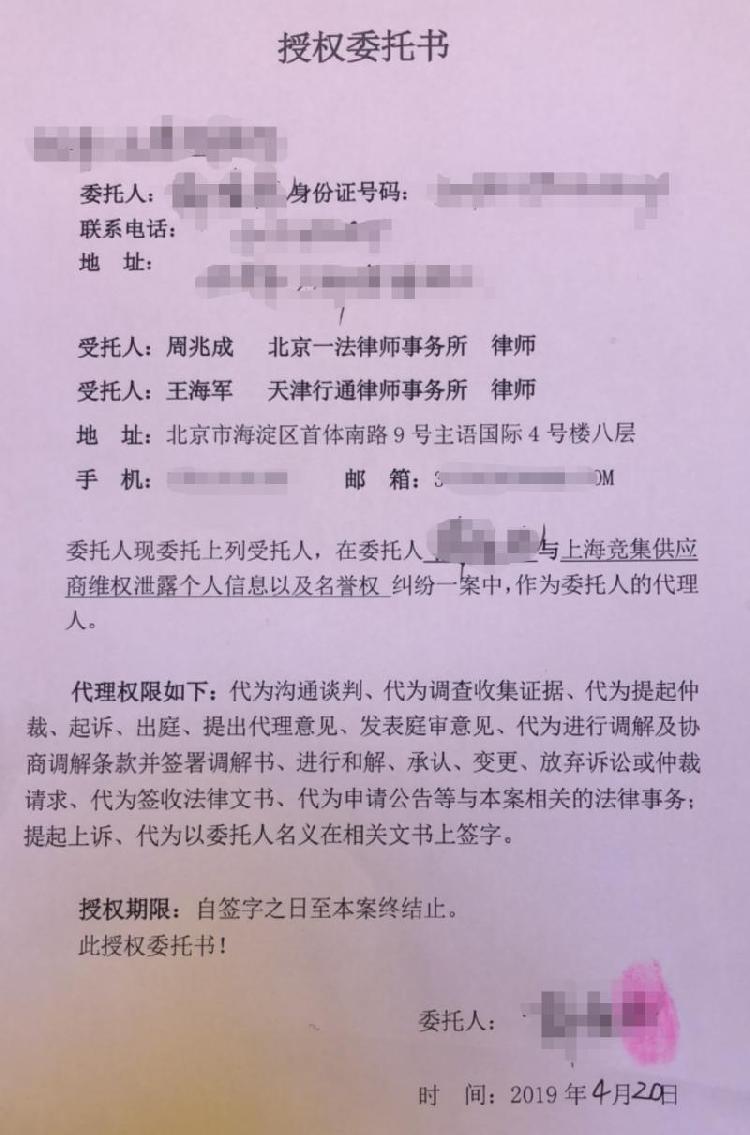 授权委托书
委托人： 身份证号码：
联系电话：
地 址：
受托人：周兆成 北京一法律师事务所 律师
受托人：王海军 天津行通律师事务所 律师
地 址：北京市海淀区首体南路9号主语国际4号楼八层
手 机： 邮 箱：3 0M
委托人现委托上列受托人，在委托人 与上海竞集供应
商维权泄露个人信息以及名誉权 纠纷一案中，作为委托人的代理
人。
代理权限如下：代为沟通谈判、代为调查收集证据、代为提起仲
裁、起诉、出庭、提出代理意见、发表庭审意见、代为进行调解及协
商调解条款并签署调解书、进行和解、承认、变更、放弃诉讼或仲裁
请求、代为签收法律文书、代为申请公告等与本案相关的法律事务；
提起上诉、代为以委托人名义在相关文书上签字。
授权期限：自签字之日至本案终结止。
此授权委托书！
委托人：
时 间：2019年4月20日